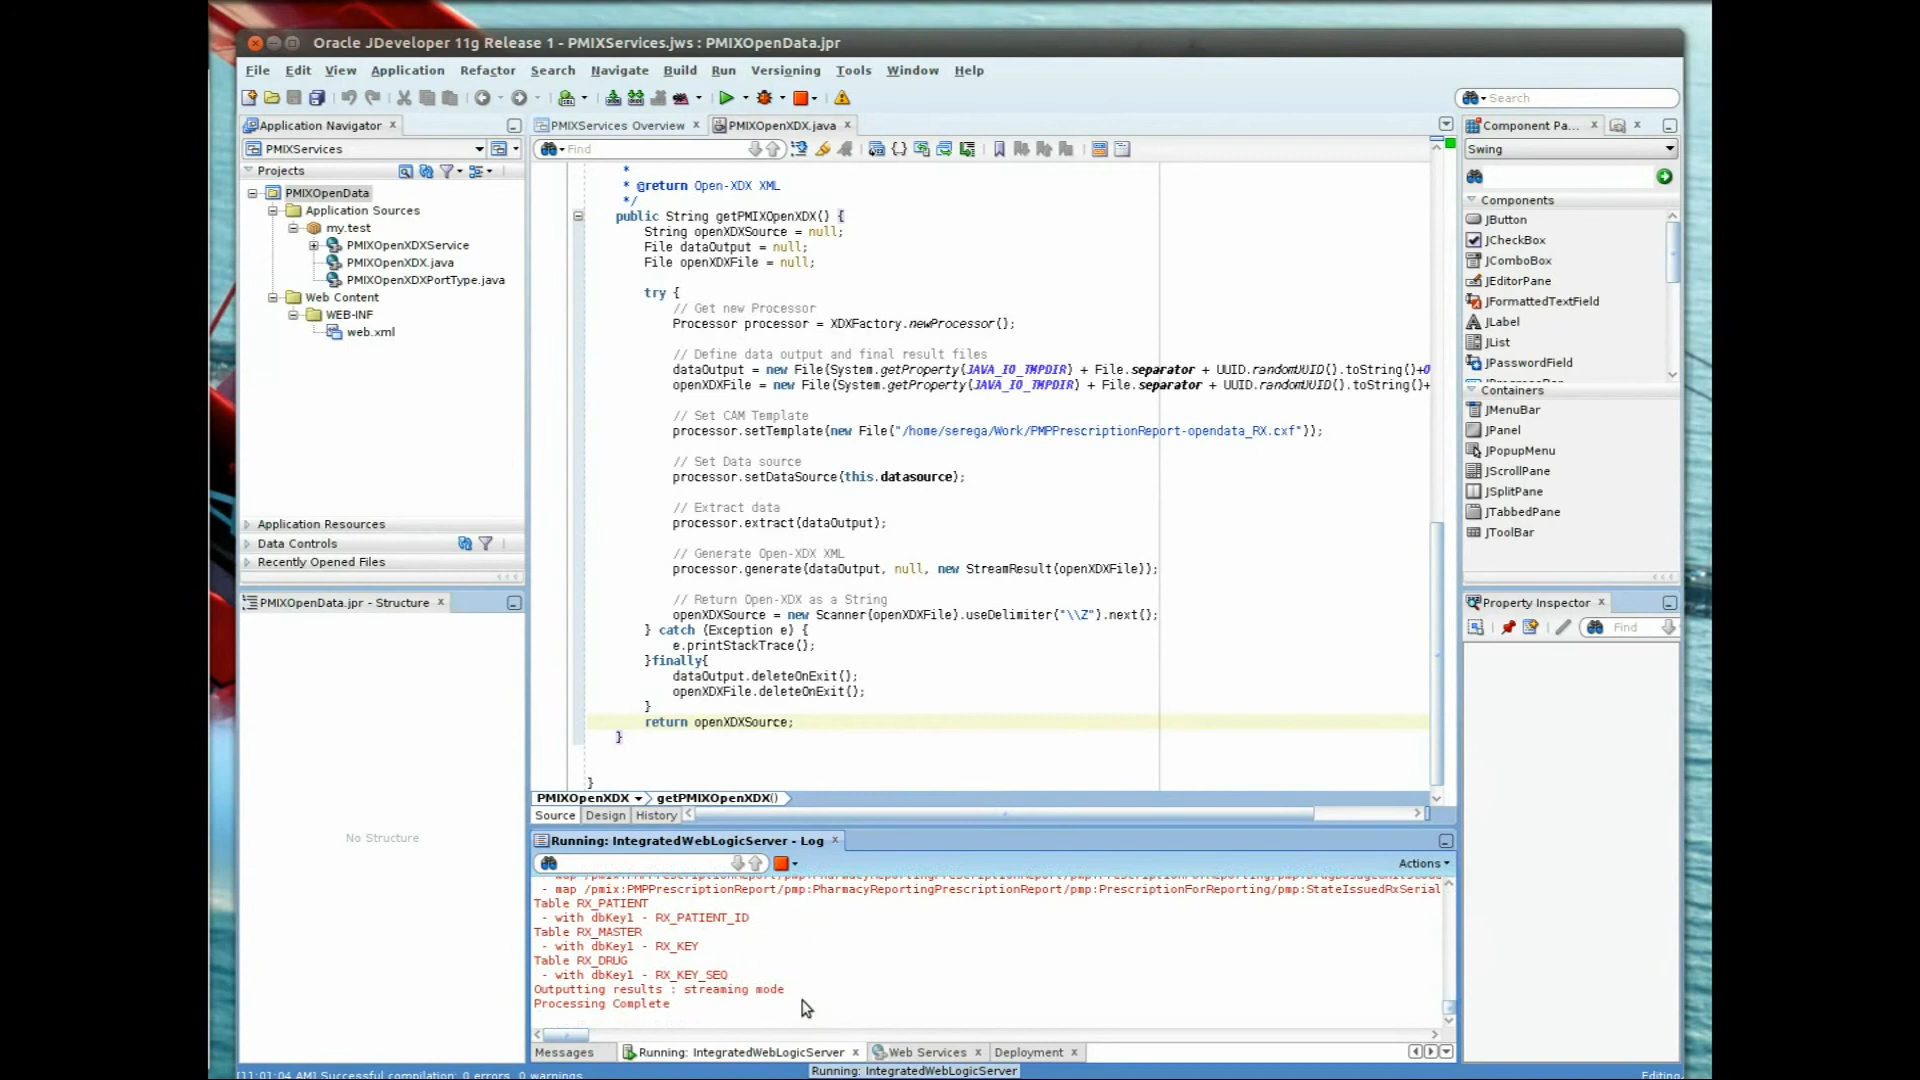 Oracle JDeveloper 11g Release 1 - PMIXServices.jws : PMIXOpenData.jpr
File Edit View Application Refactor Search Navigate Build Run Versioning Tools Window Help
Search
Application Navigator
PMIXServices
Projects
PMIXOpenData
Application Sources
my.test
PMIXOpenXDXService
PMIXOpenXDX.java
PMIXOpenXDXPortType.java
Web Content
WEB-INF
web.xml
Application Resources
Data Controls
Recently Opened Files
PMIXOpenData.jpr - Structure
No Structure
PMIXServices Overview
PMIXOpenXDX.java
Find
*
* @return Open-XDX XML
*/
public String getPMIXOpenXDX() {
String openXDXSource = null;
File dataOutput = null;
File openXDXFile = null;
try {
// Get new Processor
Processor processor = XDXFactory.newProcessor();
// Define data output and final result files
dataOutput = new File(System.getProperty(JAVA_IO_TMPDIR) + File.separator + UUID.randomUUID().toString()+O
openXDXFile = new File(System.getProperty(JAVA_IO_TMPDIR) + File.separator + UUID.randomUUID().toString()+
// Set CAM Template
processor.setTemplate(new File("/home/serega/Work/PMPPrescriptionReport-opendata_RX.cxf"));
// Set Data source
processor.setDataSource(this.datasource);
// Extract data
processor.extract(dataOutput);
// Generate Open-XDX XML
processor.generate(dataOutput, null, new StreamResult(openXDXFile));
// Return Open-XDX as a String
openXDXSource = new Scanner(openXDXFile).useDelimiter("\\Z").next();
} catch (Exception e) {
e.printStackTrace();
}finally{
dataOutput.deleteOnExit();
openXDXFile.deleteOnExit();
}
return openXDXSource;
}
}
PMIXOpenXDX getPMIXOpenXDX()
Source Design History
Running: IntegratedWebLogicServer - Log
Actions
- map /pmix:PMPPrescriptionReport/pmp:PharmacyReportingPrescriptionReport/pmp:PrescriptionForReporting/pmp:StateIssuedRxSerial
Table RX_PATIENT
- with dbKey1 - RX_PATIENT_ID
Table RX_MASTER
- with dbKey1 - RX_KEY
Table RX_DRUG
- with dbKey1 - RX_KEY_SEQ
Outputting results : streaming mode
Processing Complete
Messages Running: IntegratedWebLogicServer Web Services Deployment
[11:01:04 AM] Successful compilation: 0 errors, 0 warnings.
Running: IntegratedWebLogicServer
Editing
Component Pa...
Swing
Components
JButton
JCheckBox
JComboBox
JEditorPane
JFormattedTextField
JLabel
JList
JPasswordField
Containers
JMenuBar
JPanel
JPopupMenu
JScrollPane
JSplitPane
JTabbedPane
JToolBar
Property Inspector
Find